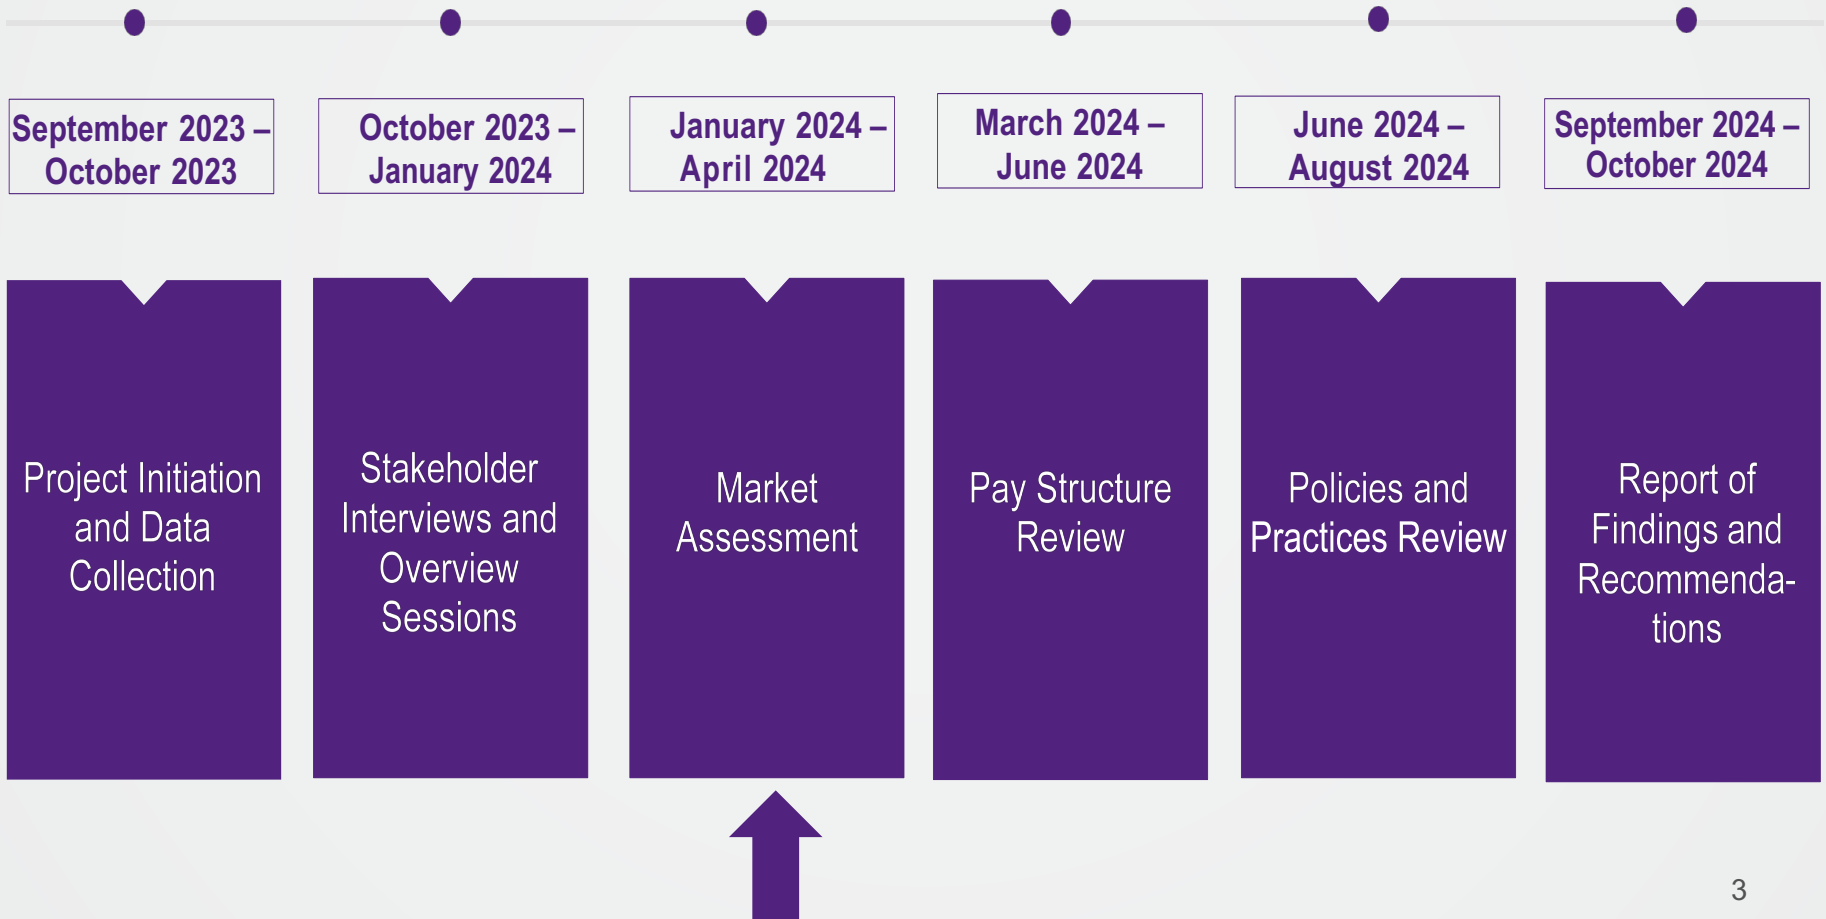 September 2023 –
October 2023
October 2023 –
January 2024
January 2024 –
April 2024
March 2024 –
June 2024
June 2024 –
August 2024
September 2024 –
October 2024
Project Initiation
and Data
Collection
Stakeholder
Interviews and
Overview
Sessions
Market
Assessment
Pay Structure
Review
Policies and
Practices Review
Report of
Findings and
Recommenda-
tions
3